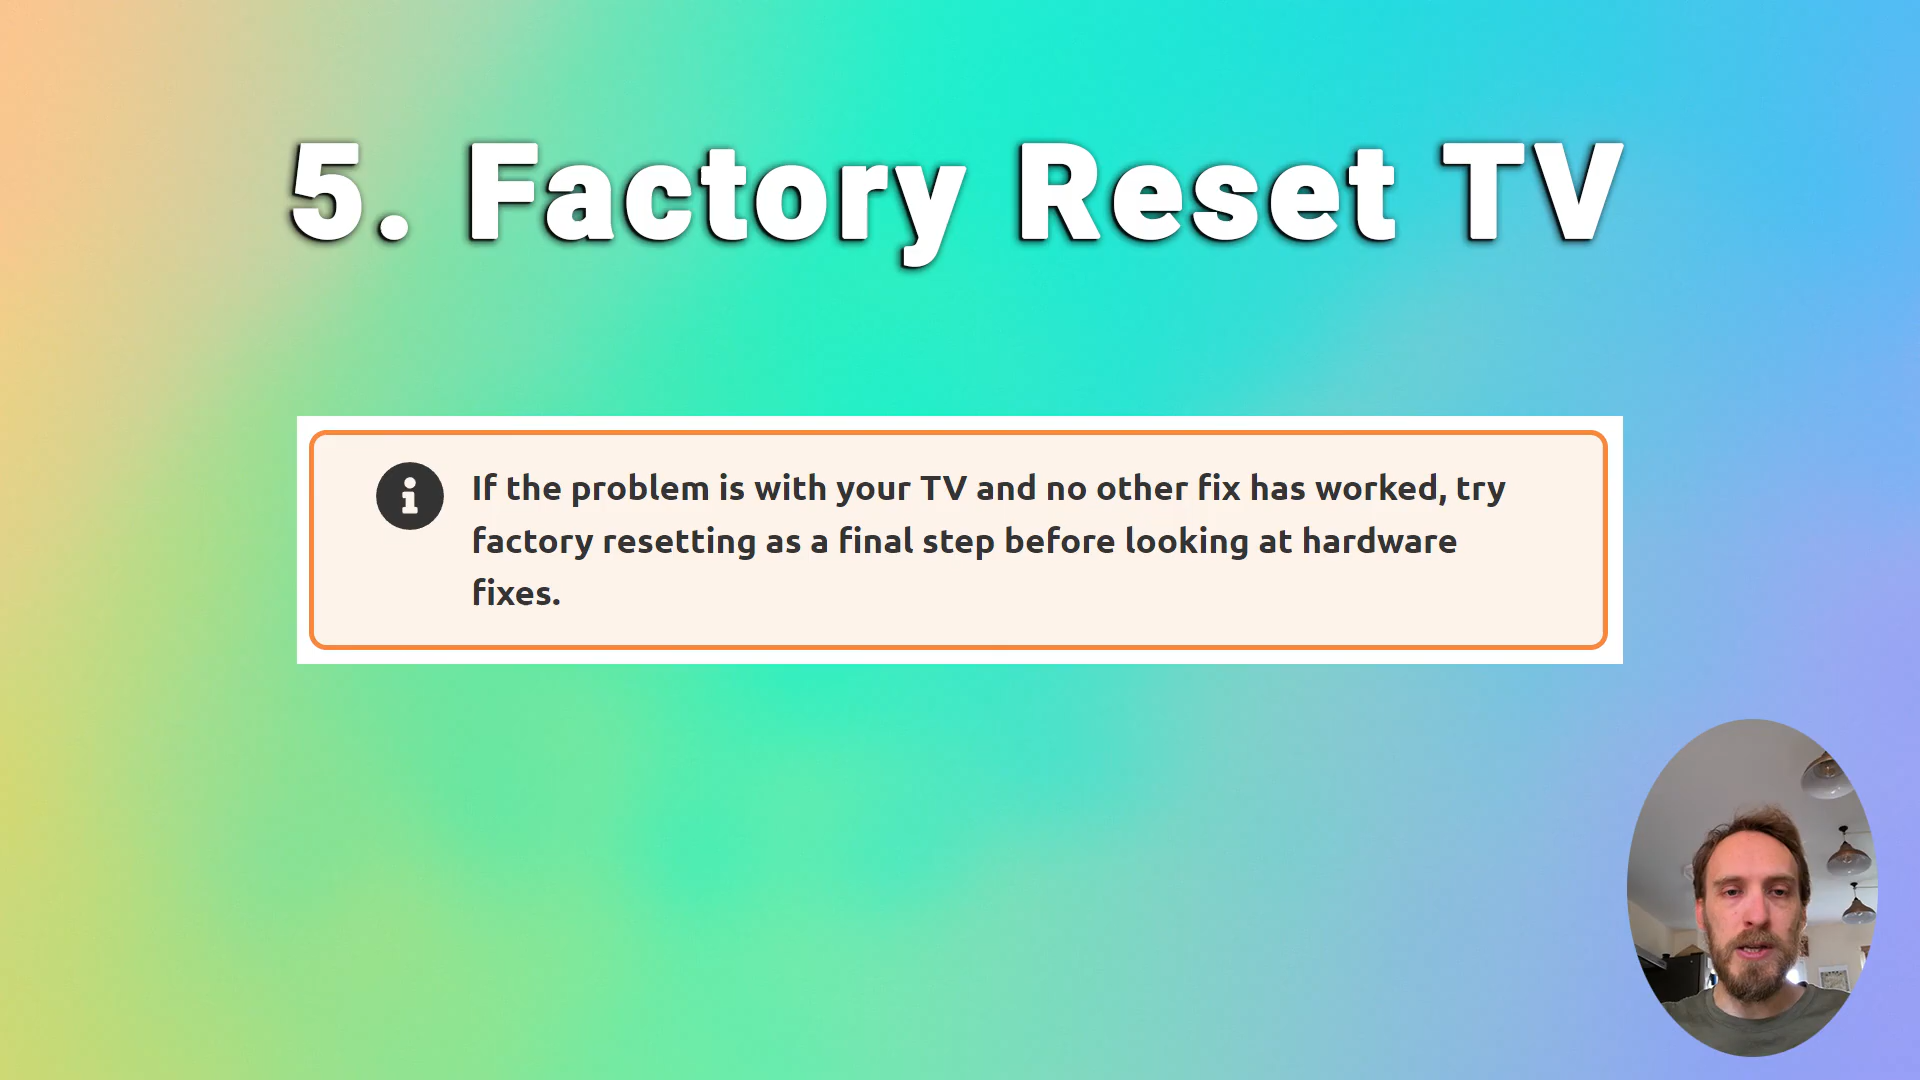 5. Factory Reset TV
If the problem is with your TV and no other fix has worked, try
factory resetting as a final step before looking at hardware
fixes.